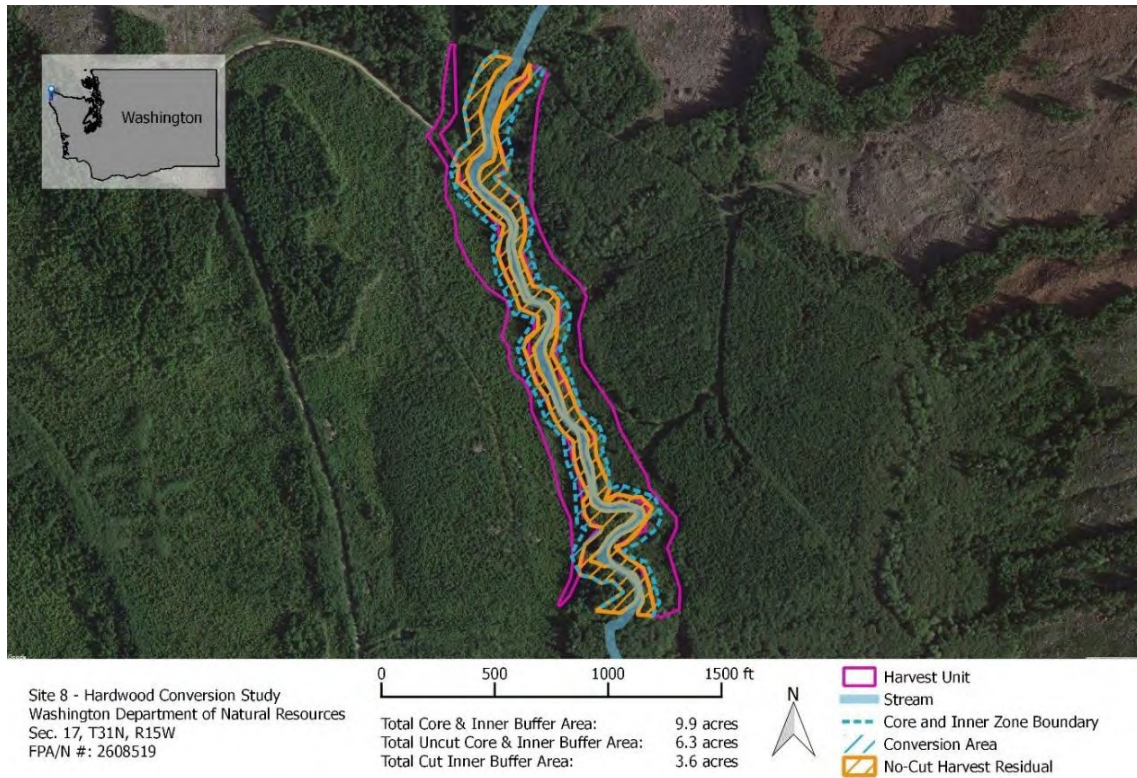 Washington
Site 8 - Hardwood Conversion Study
Washington Department of Natural Resources
Sec. 17, T31N, R15W
FPA/N #: 2608519
0 500 1000 1500 ft
Total Core & Inner Buffer Area: 9.9 acres
Total Uncut Core & Inner Buffer Area: 6.3 acres
Total Cut Inner Buffer Area: 3.6 acres
N
Harvest Unit
Stream
Core and Inner Zone Boundary
Conversion Area
No-Cut Harvest Residual